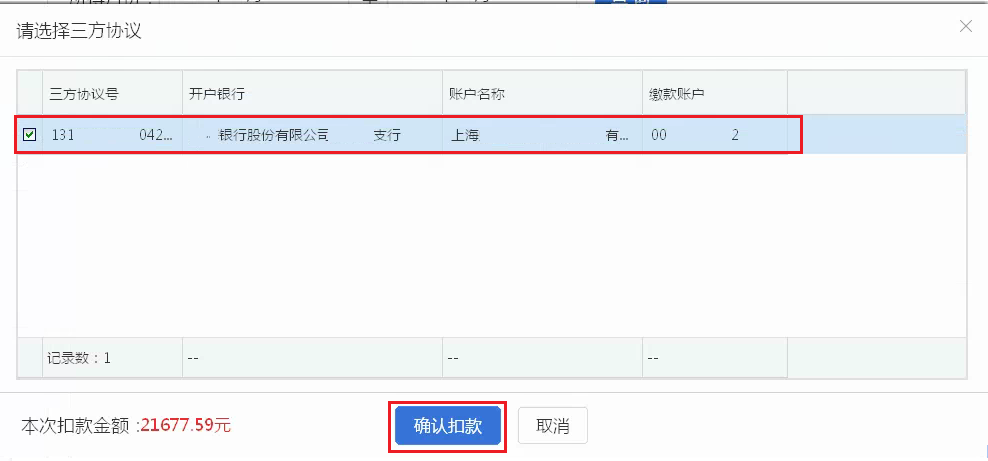 请选择三方协议
三方协议号 开户银行 账户名称 缴款账户
131 042... 银行股份有限公司 支行 上海 有... 00 2
记录数：1 -- -- --
本次扣款金额 :21677.59元 确认扣款 取消